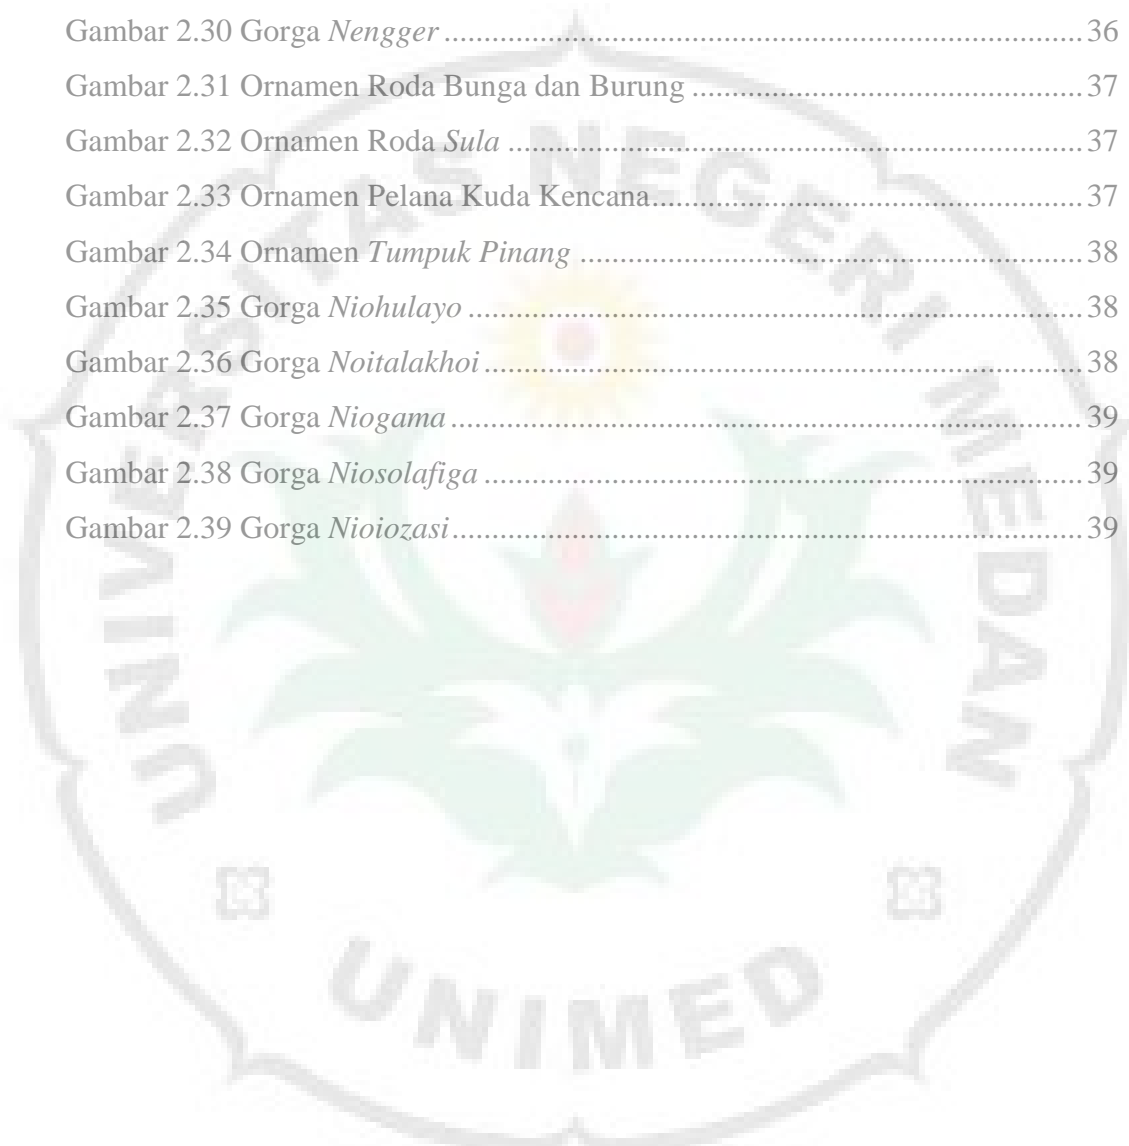 Gambar 2.30 Gorga Nengger ........................................................................ 36
Gambar 2.31 Ornamen Roda Bunga dan Burung ........................................ 37
Gambar 2.32 Ornamen Roda Sula ................................................................ 37
Gambar 2.33 Ornamen Pelana Kuda Kencana.............................................. 37
Gambar 2.34 Ornamen Tumpuk Pinang ....................................................... 38
Gambar 2.35 Gorga Niohulayo ..................................................................... 38
Gambar 2.36 Gorga Noitalakhoi ................................................................... 38
Gambar 2.37 Gorga Niogama ....................................................................... 39
Gambar 2.38 Gorga Niosolafiga ................................................................... 39
Gambar 2.39 Gorga Nioiozasi....................................................................... 39
UNIVERSITAS NEGERI MEDAN
UNIMED